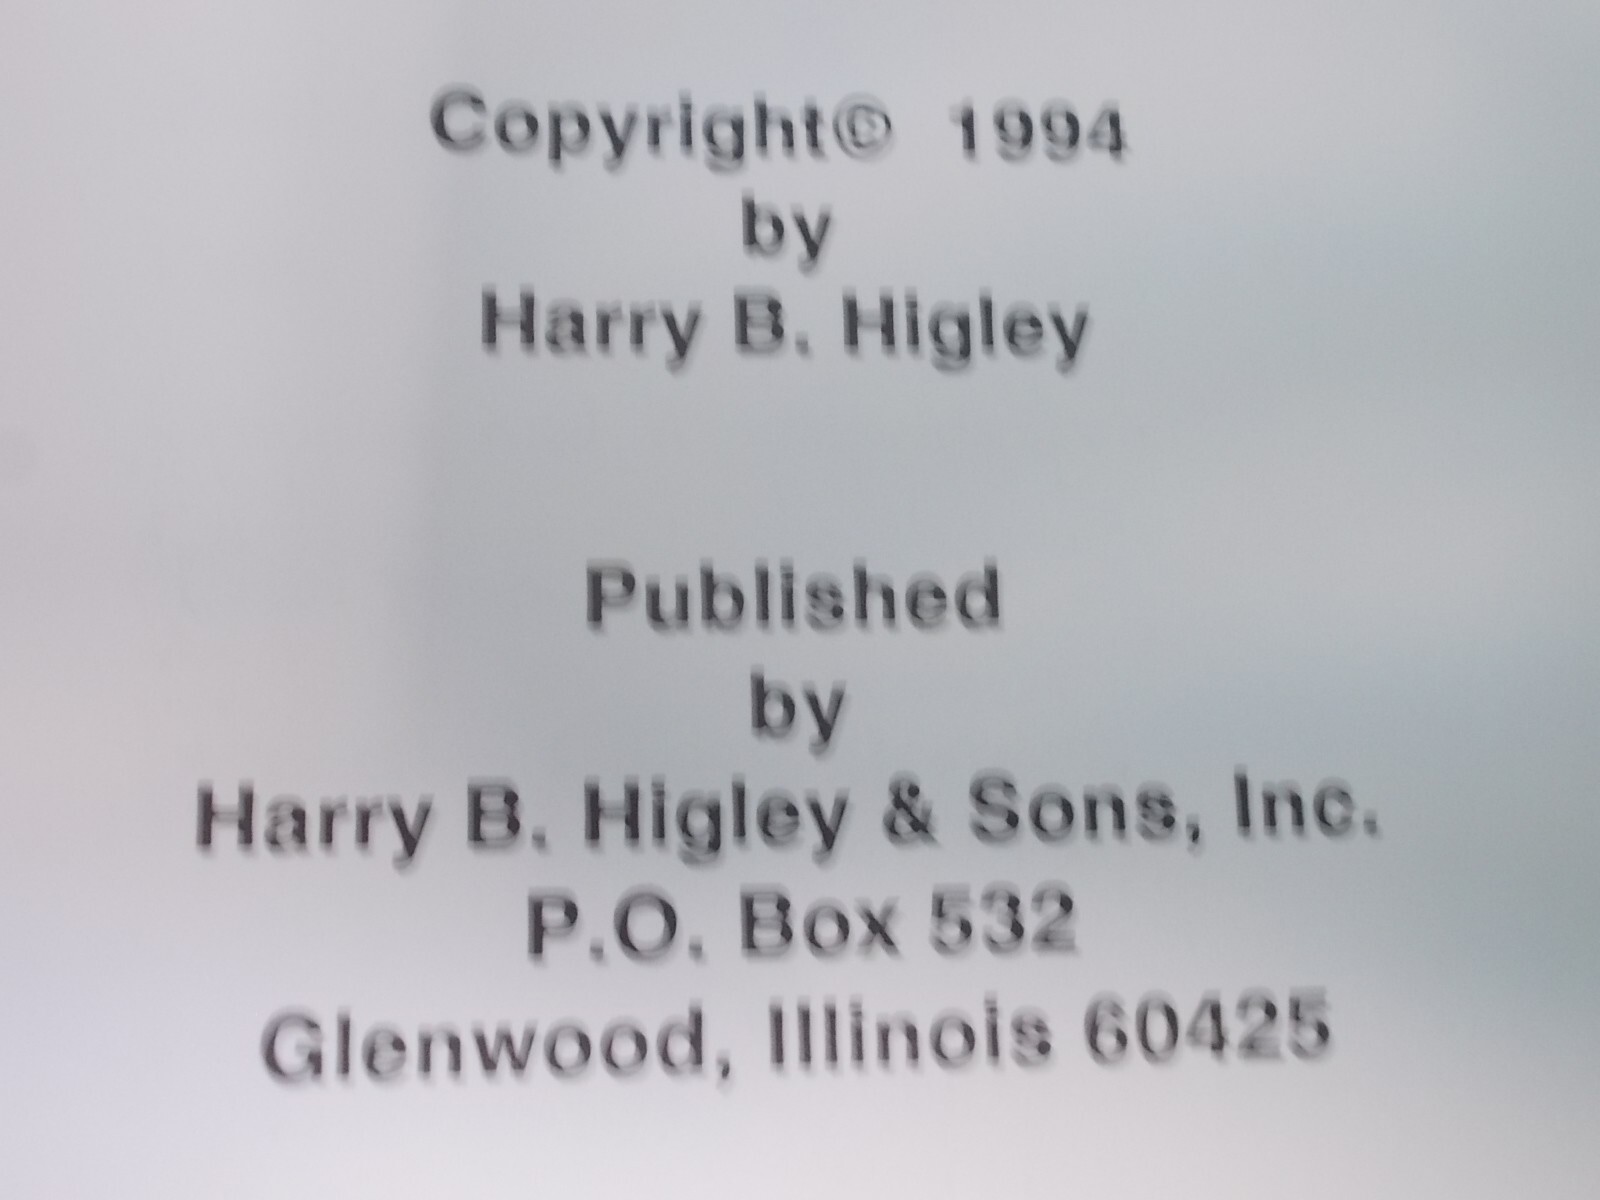 Copyright© 1994
by
Harry B. Higley
Published
by
Harry B. Higley & Sons, Inc.
P.O. Box 532
Glenwood, Illinois 60425